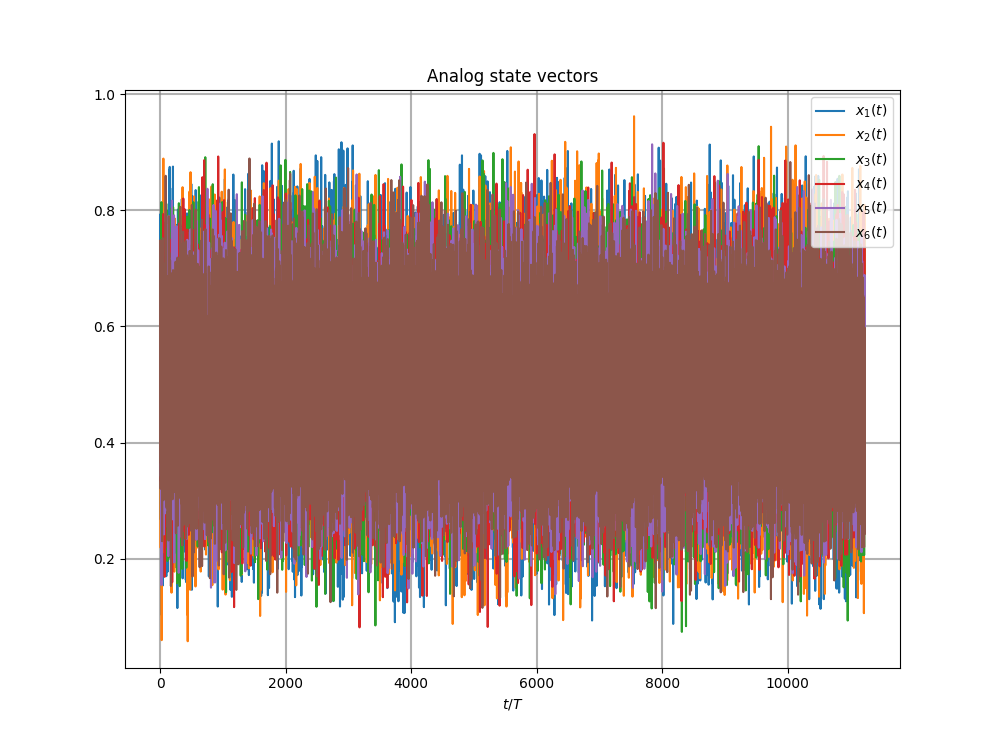 Analog state vectors
1.0
0.8
0.6
0.4
0.2
0 2000 4000 6000 8000 10000
t/T
x₁(t)
x₂(t)
x₃(t)
x₄(t)
x₅(t)
x₆(t)